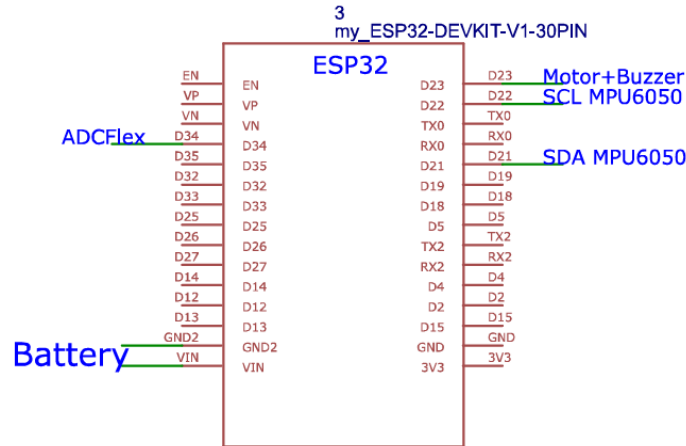 3
my_ESP32-DEVKIT-V1-30PIN
ESP32
EN EN D23 D23 Motor+Buzzer
VP VP D22 D22 SCL MPU6050
VN VN TX0 TX0
ADCFlex D34 D34 RX0 RX0
D35 D35 D21 D21 SDA MPU6050
D32 D32 D19 D19
D33 D33 D18 D18
D25 D25 D5 D5
D26 D26 TX2 TX2
D27 D27 RX2 RX2
D14 D14 D4 D4
D12 D12 D2 D2
D13 D13 D15 D15
GND2 GND2 GND GND
Battery VIN VIN 3V3 3V3